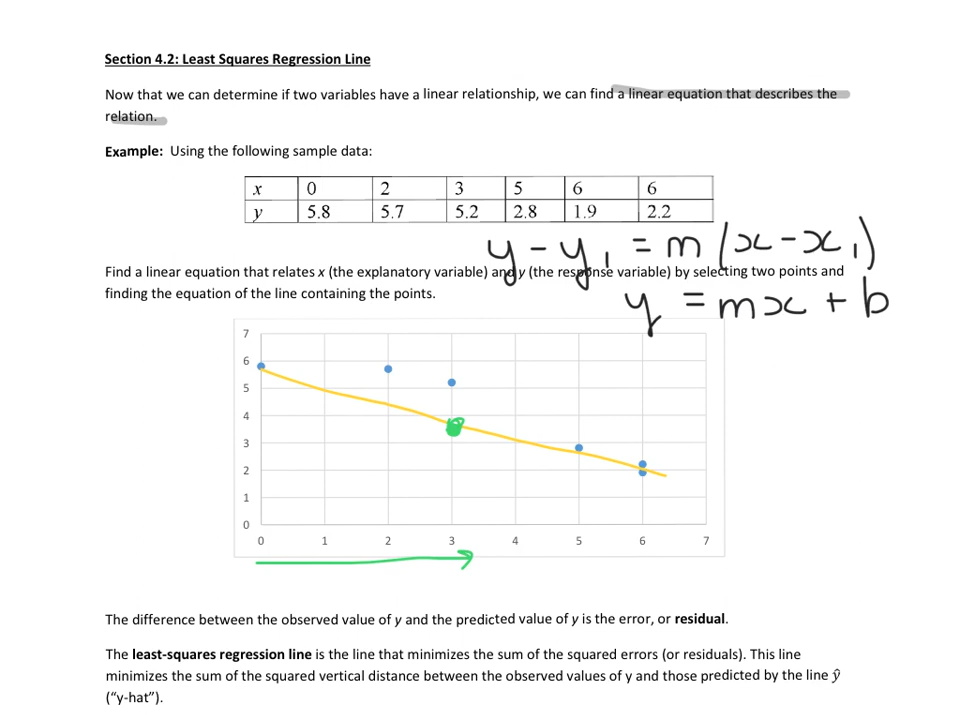 Section 4.2: Least Squares Regression Line
Now that we can determine if two variables have a linear relationship, we can find a linear equation that describes the
relation.
Example: Using the following sample data:
x 0 2 3 5 6 6
y 5.8 5.7 5.2 2.8 1.9 2.2
y - y₁ = m(x - x₁)
Find a linear equation that relates x (the explanatory variable) and y (the response variable) by selecting two points and
finding the equation of the line containing the points.
y = mx + b
7
6
5
4
3
2
1
0
0 1 2 3 4 5 6 7
The difference between the observed value of y and the predicted value of y is the error, or residual.
The least-squares regression line is the line that minimizes the sum of the squared errors (or residuals). This line
minimizes the sum of the squared vertical distance between the observed values of y and those predicted by the line ŷ
("y-hat").